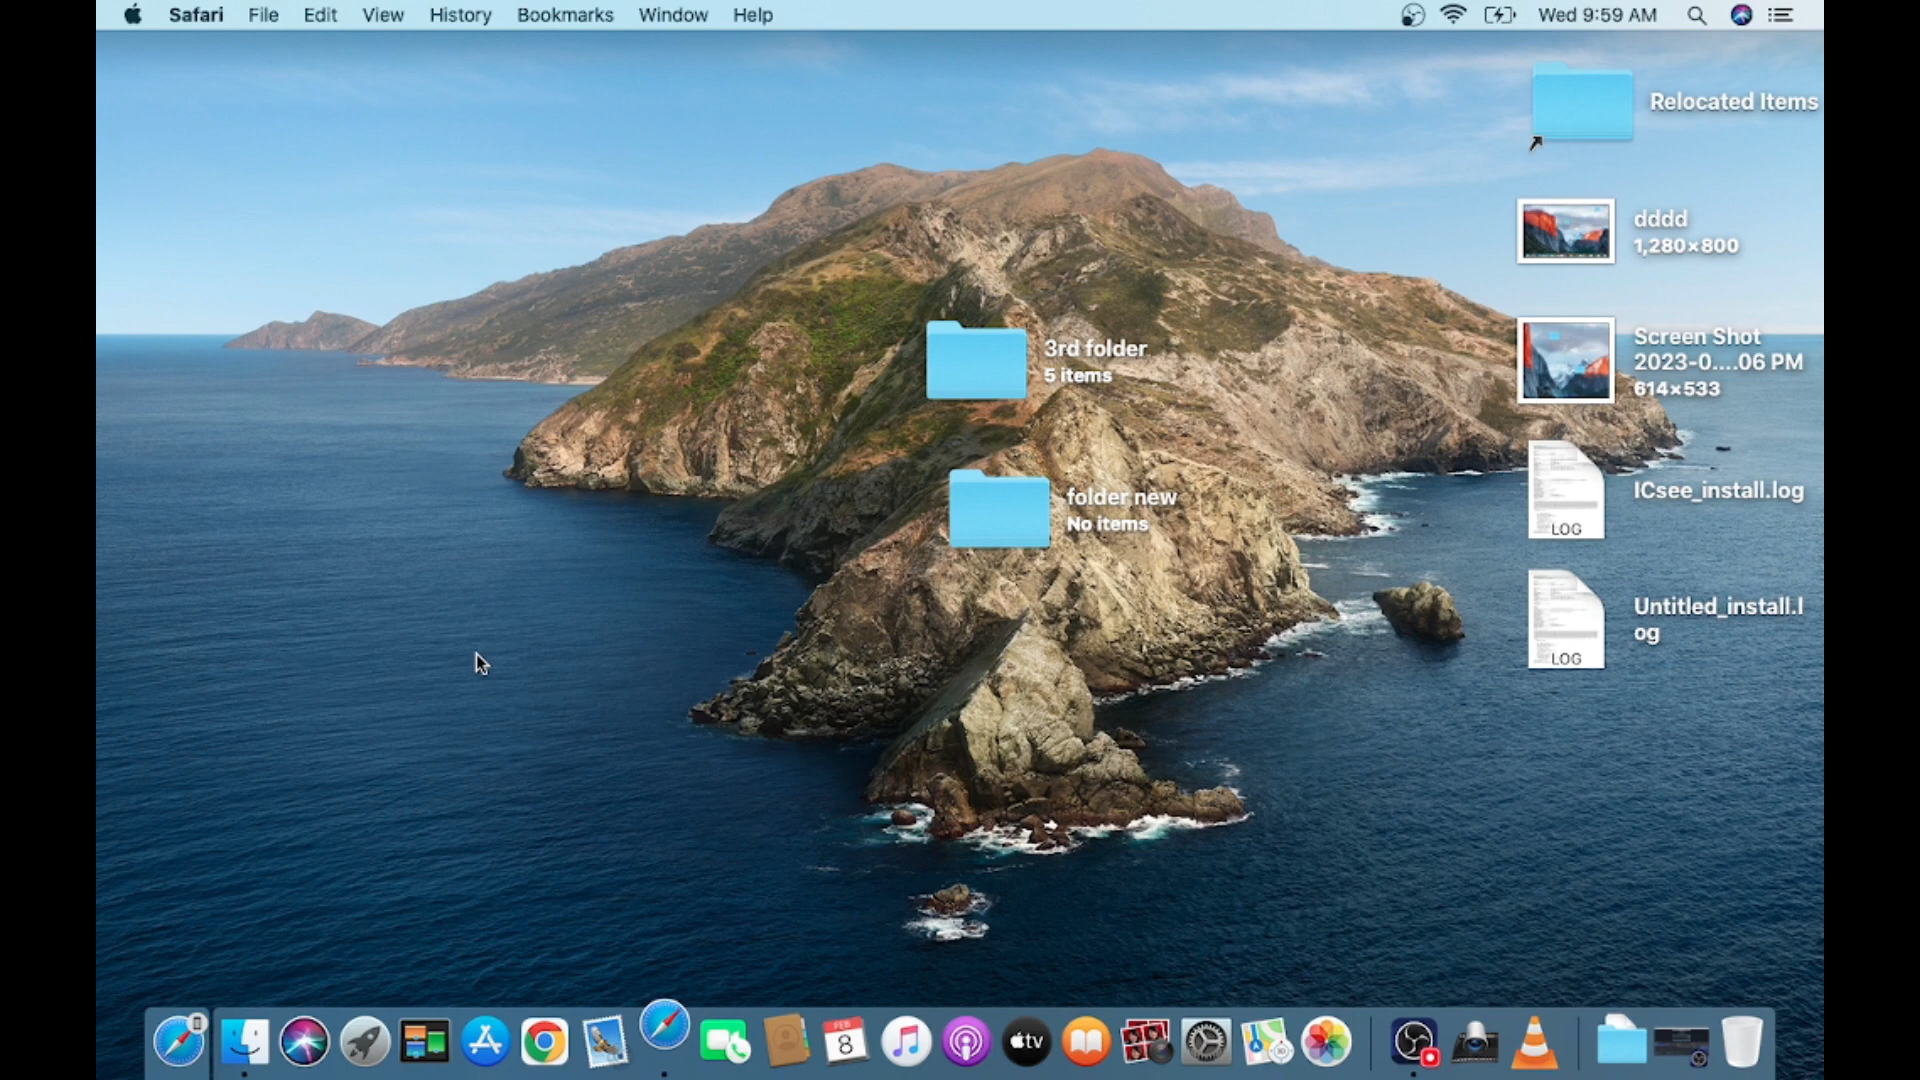 Safari File Edit View History Bookmarks Window Help Wed 9:59 AM
Relocated Items
dddd
1,280×800
Screen Shot
2023-0....06 PM
614×533
3rd folder
5 items
folder new
No items
LOG
ICsee_install.log
LOG
Untitled_install.l
og
FEB
8
tv